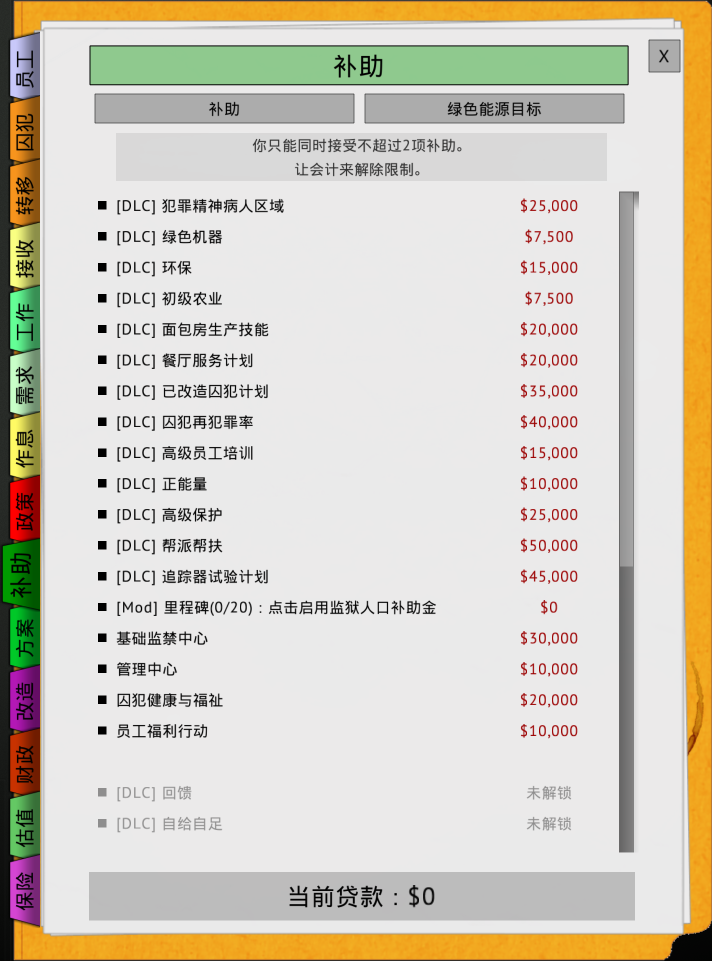 补助
X
补助
绿色能源目标
你只能同时接受不超过2项补助。
让会计来解除限制。
[DLC] 犯罪精神病人区域 $25,000
[DLC] 绿色机器 $7,500
[DLC] 环保 $15,000
[DLC] 初级农业 $7,500
[DLC] 面包房生产技能 $20,000
[DLC] 餐厅服务计划 $20,000
[DLC] 已改造囚犯计划 $35,000
[DLC] 囚犯再犯罪率 $40,000
[DLC] 高级员工培训 $15,000
[DLC] 正能量 $10,000
[DLC] 高级保护 $25,000
[DLC] 帮派帮扶 $50,000
[DLC] 追踪器试验计划 $45,000
[Mod] 里程碑(0/20)：点击启用监狱人口补助金 $0
基础监禁中心 $30,000
管理中心 $10,000
囚犯健康与福祉 $20,000
员工福利行动 $10,000
[DLC] 回馈 未解锁
[DLC] 自给自足 未解锁
当前贷款：$0
员工
囚犯
转移
接收
工作
需求
作息
政策
补助
方案
改造
财政
估值
保险